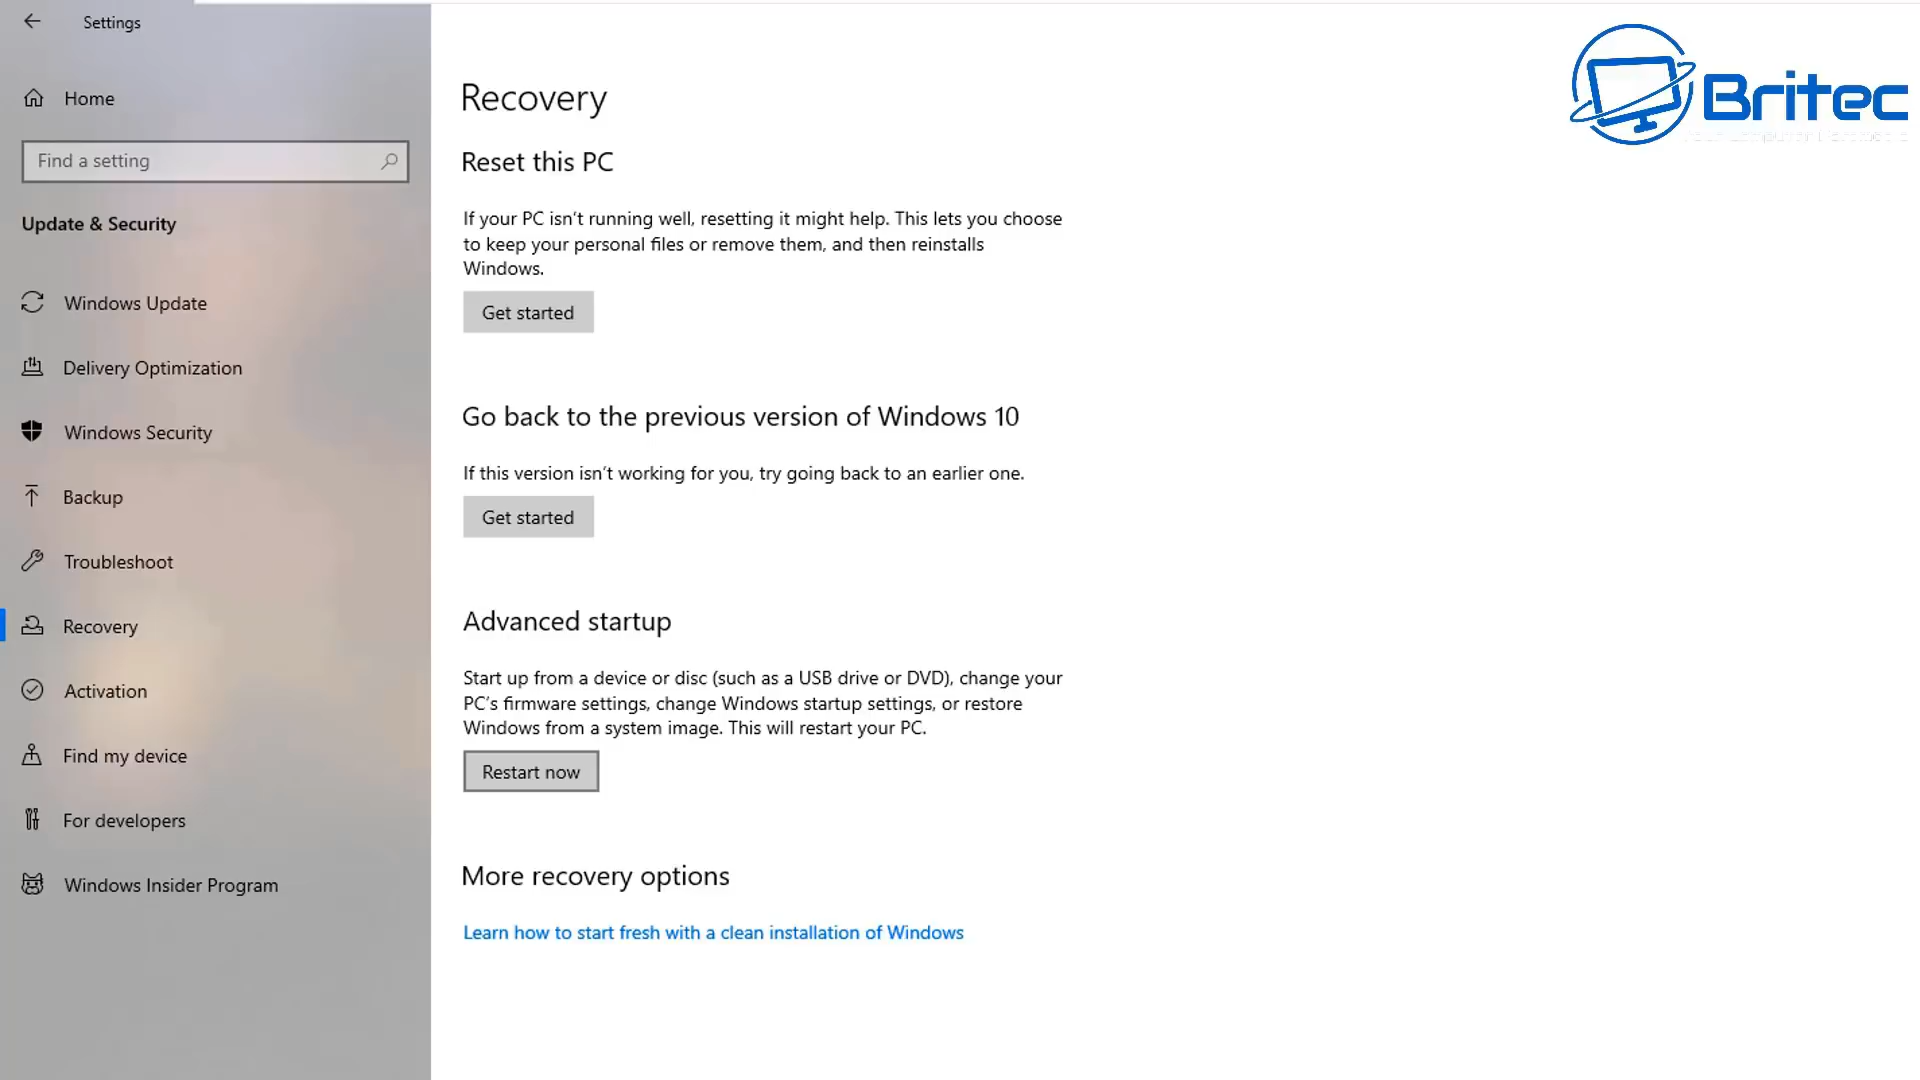 Settings
Home
Find a setting
Update & Security
Windows Update
Delivery Optimization
Windows Security
Backup
Troubleshoot
Recovery
Activation
Find my device
For developers
Windows Insider Program
Recovery
Reset this PC
If your PC isn't running well, resetting it might help. This lets you choose
to keep your personal files or remove them, and then reinstalls
Windows.
Get started
Go back to the previous version of Windows 10
If this version isn't working for you, try going back to an earlier one.
Get started
Advanced startup
Start up from a device or disc (such as a USB drive or DVD), change your
PC's firmware settings, change Windows startup settings, or restore
Windows from a system image. This will restart your PC.
Restart now
More recovery options
Learn how to start fresh with a clean installation of Windows
Britec